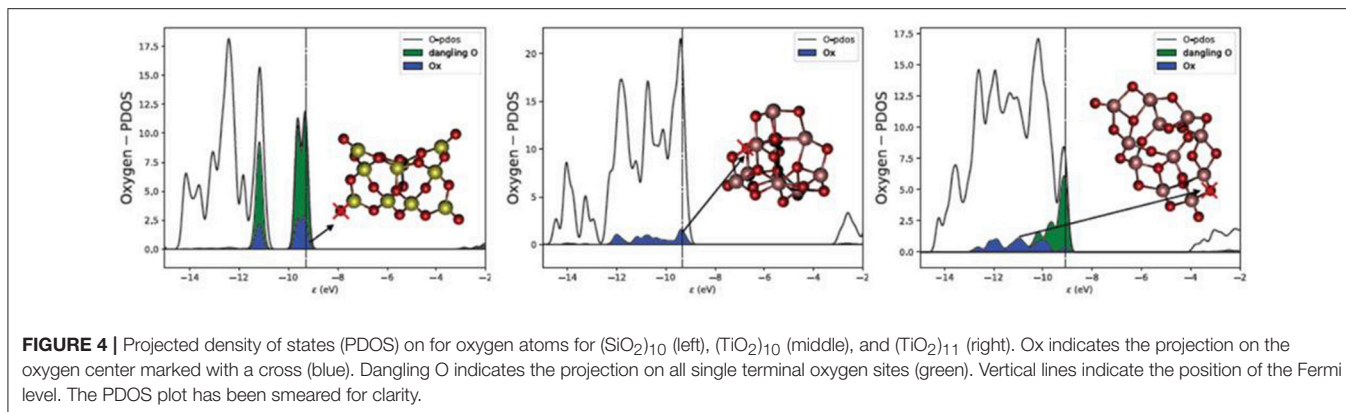 17.5
15.0
12.5
10.0
7.5
5.0
2.5
0.0
Oxygen − PDOS
O-pdos
dangling O
Ox
−14
−12
−10
−8
−6
−4
−2
ε (eV)
20
15
10
5
0
Oxygen − PDOS
O-pdos
Ox
−14
−12
−10
−8
−6
−4
−2
ε (eV)
17.5
15.0
12.5
10.0
7.5
5.0
2.5
0.0
Oxygen − PDOS
O-pdos
dangling O
Ox
−14
−12
−10
−8
−6
−4
−2
ε (eV)
FIGURE 4 | Projected density of states (PDOS) on for oxygen atoms for (SiO2)10 (left), (TiO2)10 (middle), and (TiO2)11 (right). Ox indicates the projection on the
oxygen center marked with a cross (blue). Dangling O indicates the projection on all single terminal oxygen sites (green). Vertical lines indicate the position of the Fermi
level. The PDOS plot has been smeared for clarity.